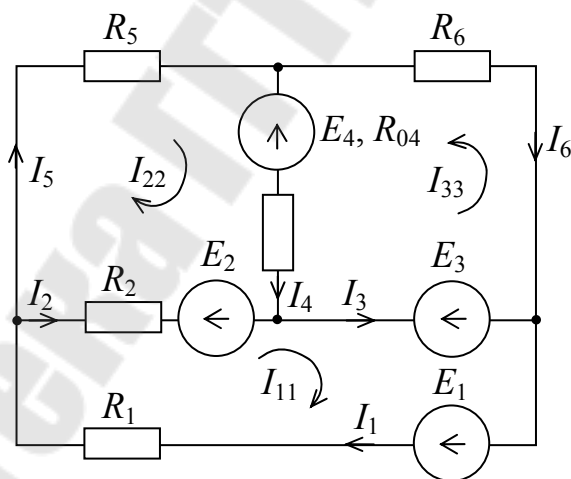 R5 R6
E4, R04
I5 I22 I33 I6
E2 E3
I2 R2 I4 I3
I11 E1
R1 I1